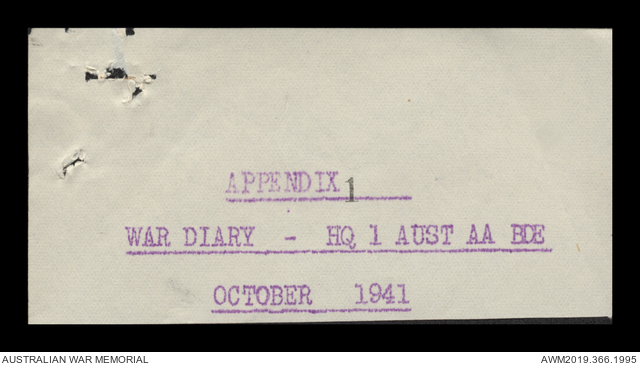 APPENDIX 1
WAR DIARY - HQ 1 AUST AA BDE
OCTOBER 1941
AUSTRALIAN WAR MEMORIAL
AWM2019.366.1995